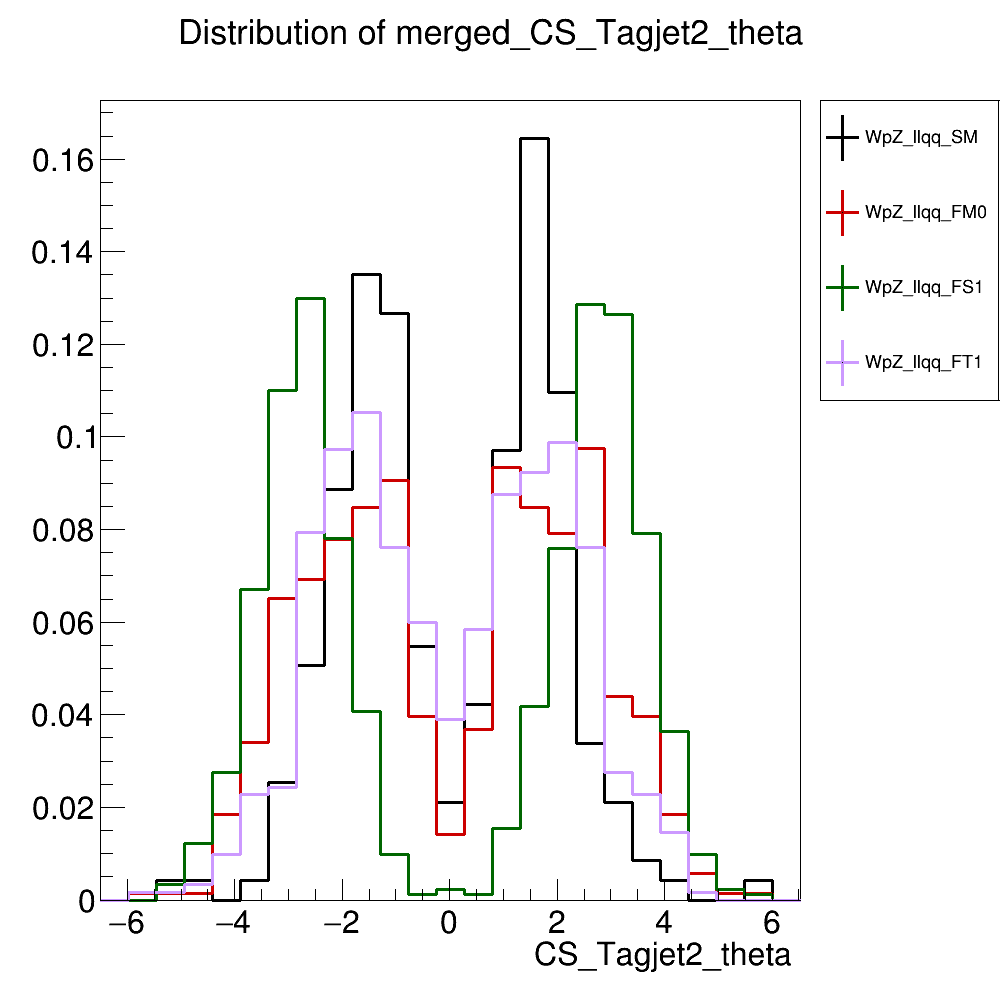 Distribution of merged_CS_Tagjet2_theta
WpZ_llqq_SM
WpZ_llqq_FM0
WpZ_llqq_FS1
WpZ_llqq_FT1
0.16
0.14
0.12
0.1
0.08
0.06
0.04
0.02
0
−6 −4 −2 0 2 4 6
CS_Tagjet2_theta